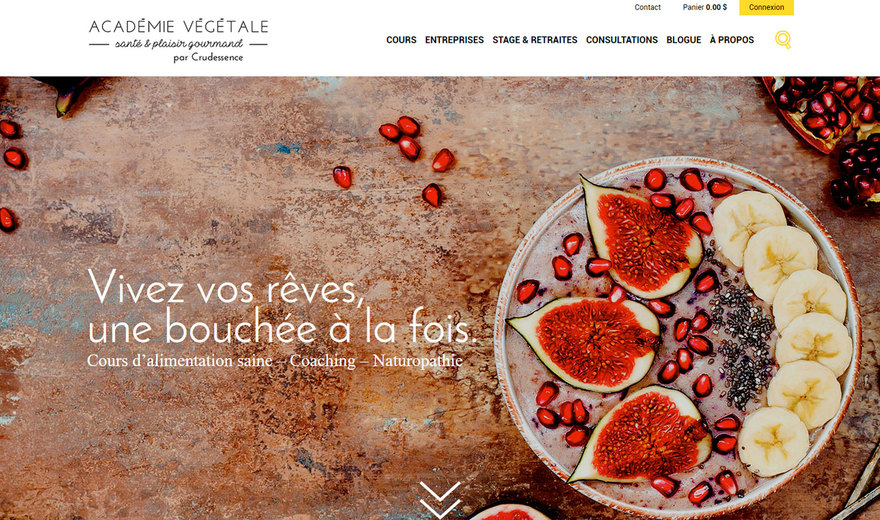 Contact Panier 0.00 $ Connexion
ACADÉMIE VÉGÉTALE
santé & plaisir gourmand
par Crudessence
COURS ENTREPRISES STAGE & RETRAITES CONSULTATIONS BLOGUE À PROPOS
Vivez vos rêves,
une bouchée à la fois.
Cours d'alimentation saine – Coaching – Naturopathie